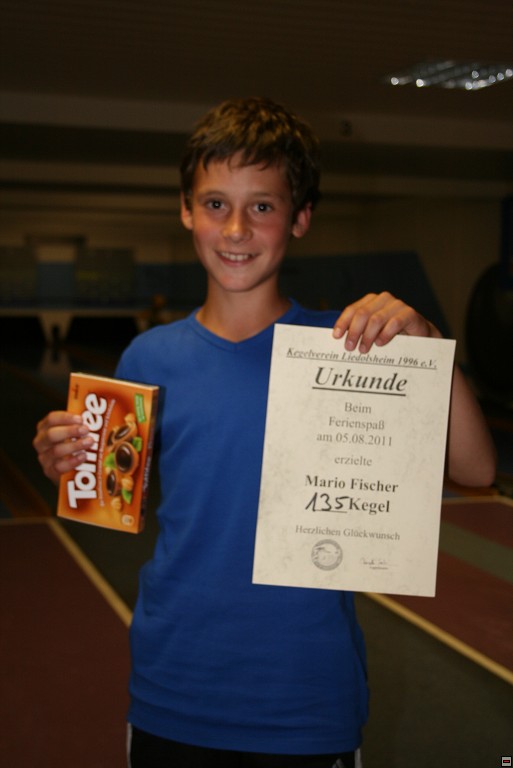 Toffifee
Kegelverein Liedolsheim 1996 e.V.
Urkunde
Beim
Ferienspaß
am 05.08.2011
erzielte
Mario Fischer
135 Kegel
Herzlichen Glückwunsch